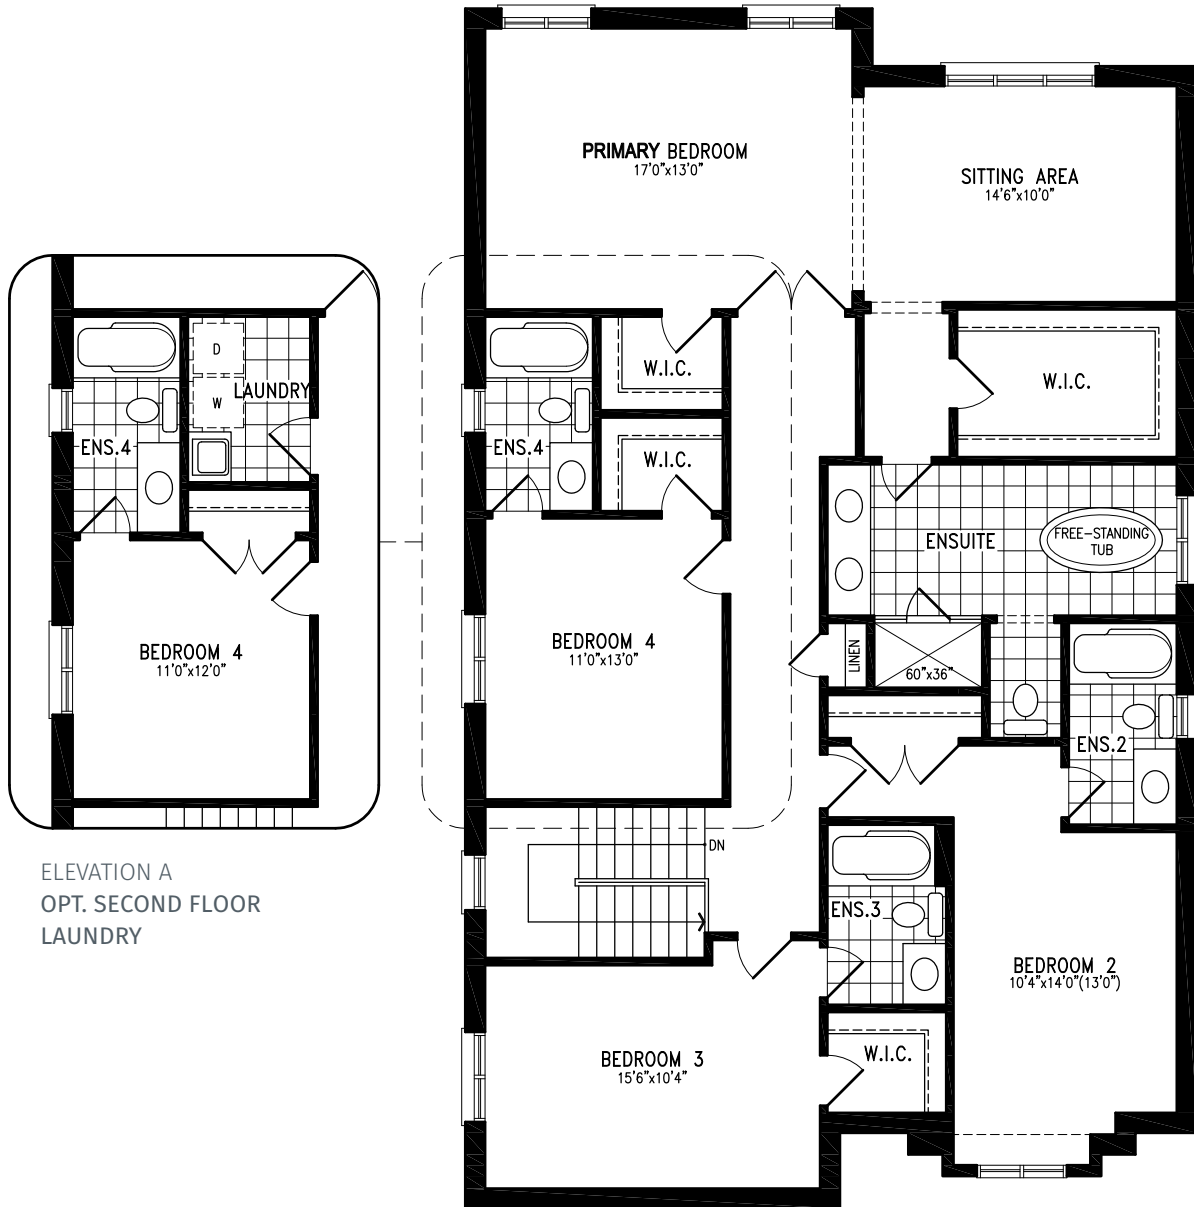 PRIMARY BEDROOM
17'0"x13'0"
SITTING AREA
14'6"x10'0"
D
W
LAUNDRY
ENS.4
BEDROOM 4
11'0"x12'0"
ELEVATION A
OPT. SECOND FLOOR
LAUNDRY
W.I.C.
W.I.C.
ENS.4
W.I.C.
ENSUITE
FREE-STANDING
TUB
BEDROOM 4
11'0"x13'0"
LINEN
60"x36"
ENS.2
DN
ENS.3
BEDROOM 2
10'4"x14'0"(13'0")
BEDROOM 3
15'6"x10'4"
W.I.C.